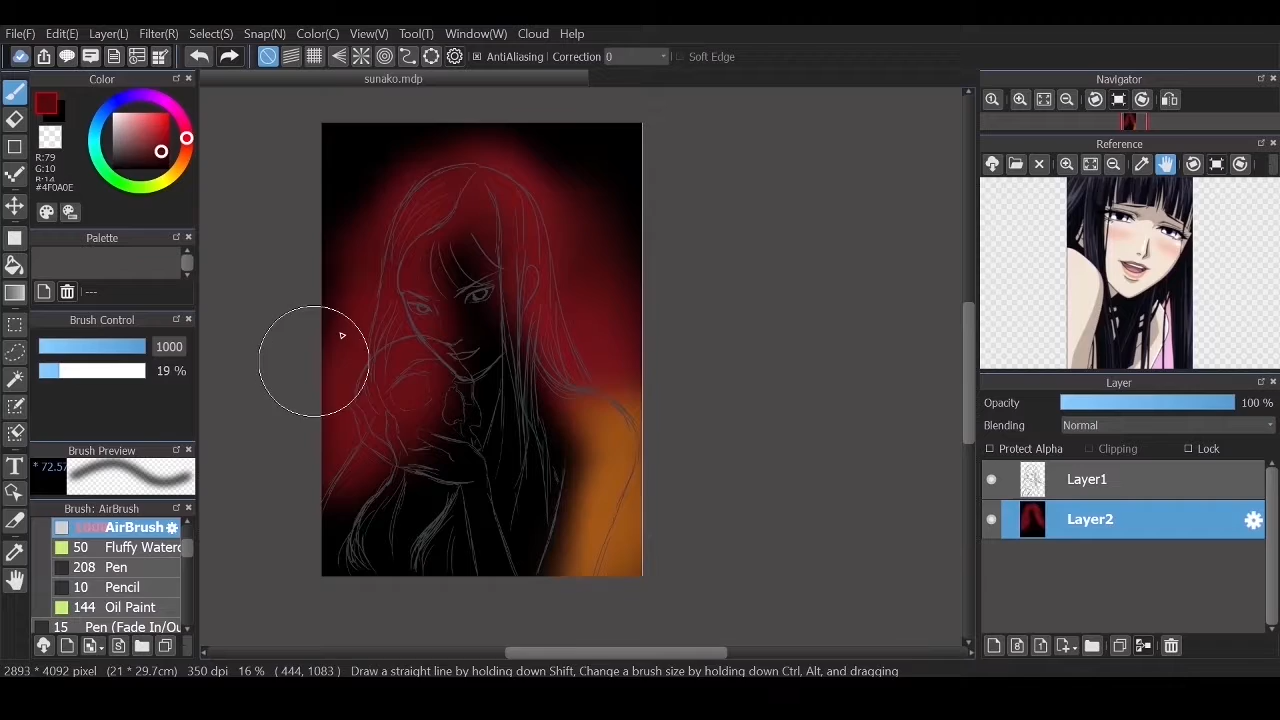 File(F) Edit(E) Layer(L) Filter(R) Select(S) Snap(N) Color(C) View(V) Tool(T) Window(W) Cloud Help
AntiAliasing Correction 0 Soft Edge
Color
sunako.mdp
Navigator
R:79
G:10
B:14
#4F0A0E
Reference
Palette
---
Brush Control
1000
19 %
Layer
Opacity 100 %
Blending Normal
Protect Alpha Clipping Lock
Brush Preview
* 72.57
Layer1
Layer2
Brush: AirBrush
AirBrush
50 Fluffy Waterc
208 Pen
10 Pencil
144 Oil Paint
15 Pen (Fade In/Ou
2893 * 4092 pixel (21 * 29.7cm) 350 dpi 16 % ( 444, 1083) Draw a straight line by holding down Shift, Change a brush size by holding down Ctrl, Alt, and dragging